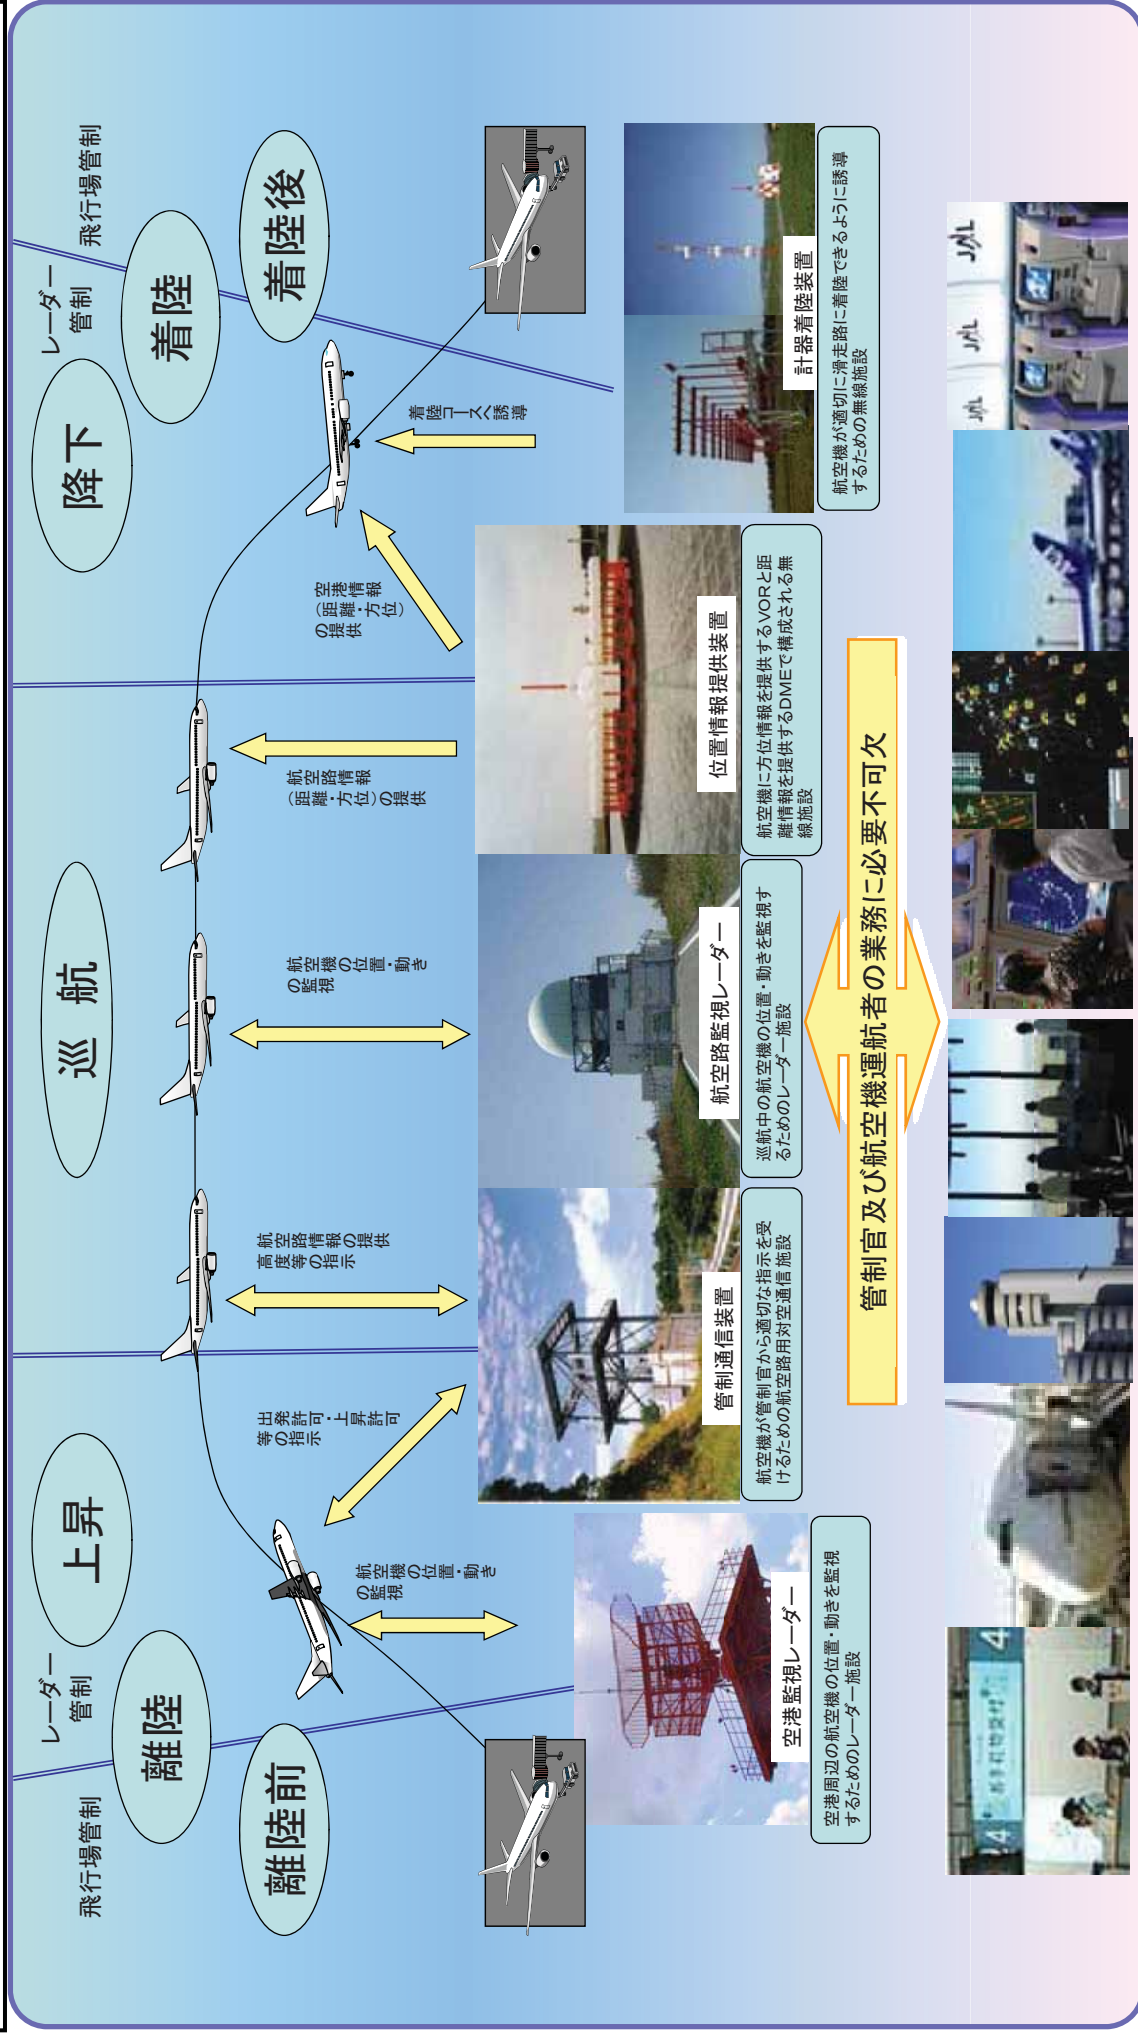 飛行場管制
レーダー
管制
レーダー
管制
飛行場管制
離陸前
離陸
上昇
巡 航
降下
着陸
着陸後
航空機の位置・動き
の監視
出発許可・上昇許可
等の指示
航空路情報の提供
高度等の指示
航空機の位置・動き
の監視
航空路情報
（距離・方位）の提供
空港情報
（距離・方位）
の提供
着陸コースへ誘導
空港監視レーダー
空港周辺の航空機の位置・動きを監視
するためのレーダー施設
管制通信装置
航空機が管制官から適切な指示を受
けるための航空路用対空通信施設
航空路監視レーダー
巡航中の航空機の位置・動きを監視す
るためのレーダー施設
位置情報提供装置
航空機に方位情報を提供するVORと距
離情報を提供するDMEで構成される無
線施設
計器着陸装置
航空機が適切に滑走路に着陸できるように誘導
するための無線施設
管制官及び航空機運航者の業務に必要不可欠
4
4
JAL
JAL
JAL